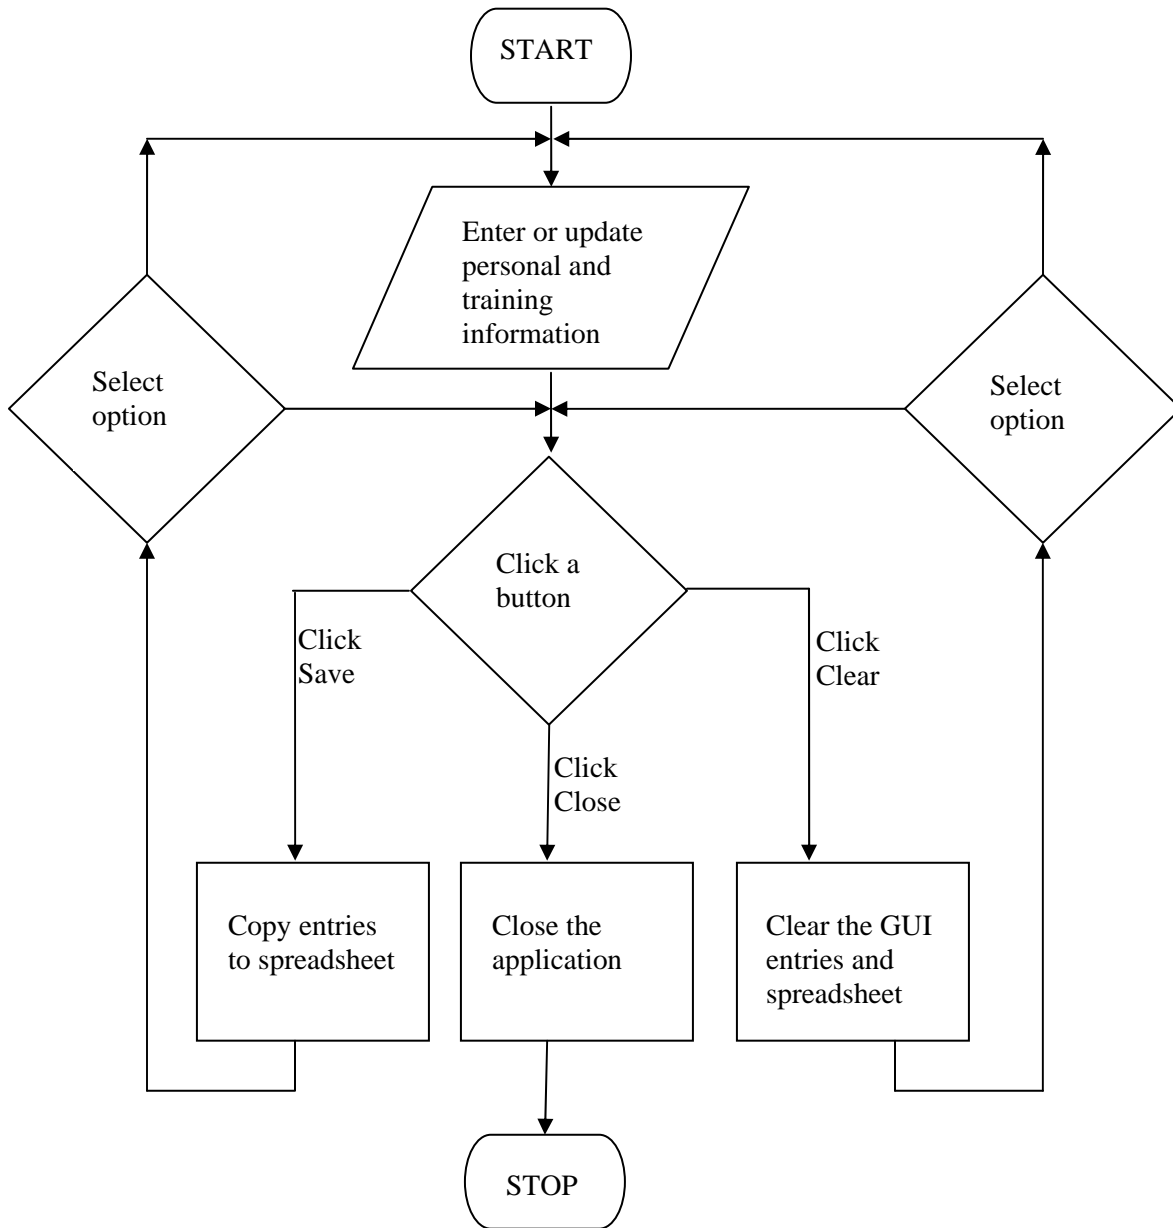 START
Enter or update
personal and
training
information
Select
option
Select
option
Click a
button
Click
Save
Click
Clear
Click
Close
Copy entries
to spreadsheet
Close the
application
Clear the GUI
entries and
spreadsheet
STOP